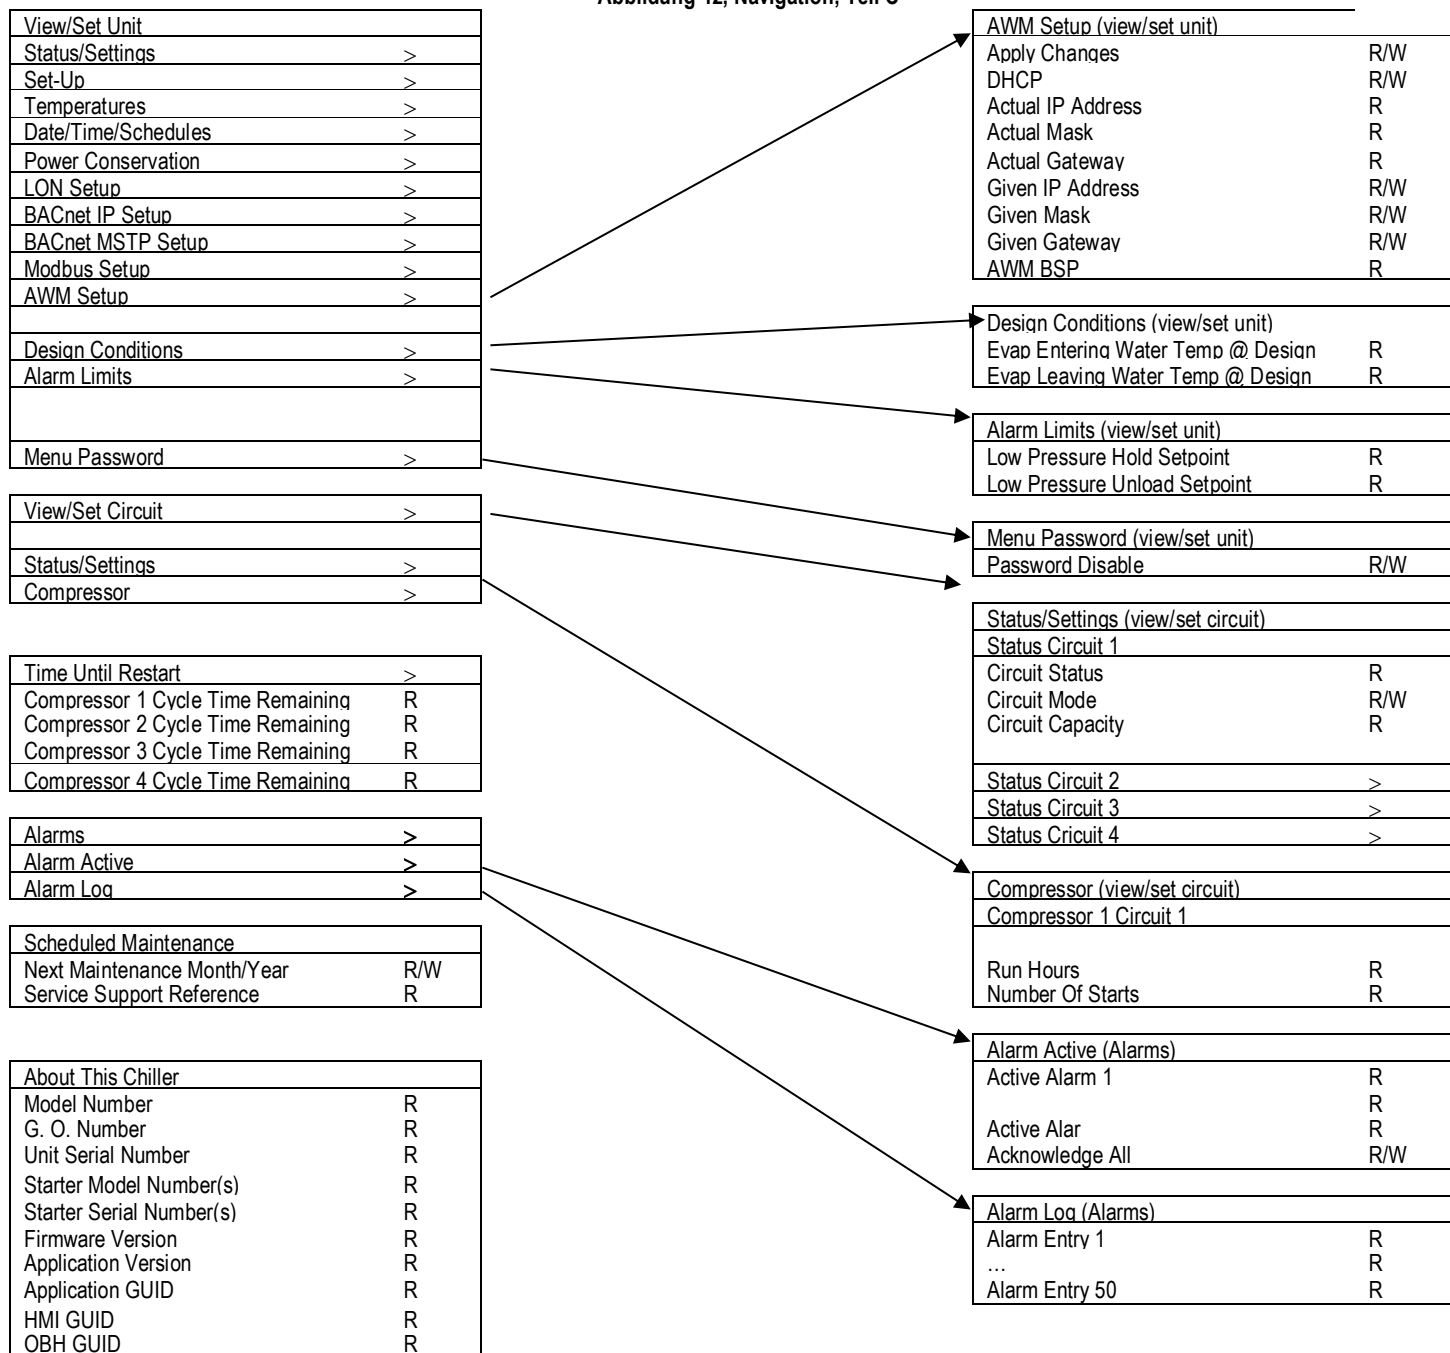 View/Set Unit
Status/Settings >
Set-Up >
Temperatures >
Date/Time/Schedules >
Power Conservation >
LON Setup >
BACnet IP Setup >
BACnet MSTP Setup >
Modbus Setup >
AWM Setup >
Design Conditions >
Alarm Limits >
Menu Password >
View/Set Circuit >
Status/Settings >
Compressor >
Time Until Restart >
Compressor 1 Cycle Time Remaining R
Compressor 2 Cycle Time Remaining R
Compressor 3 Cycle Time Remaining R
Compressor 4 Cycle Time Remaining R
Alarms >
Alarm Active >
Alarm Log >
Scheduled Maintenance
Next Maintenance Month/Year R/W
Service Support Reference R
About This Chiller
Model Number R
G. O. Number R
Unit Serial Number R
Starter Model Number(s) R
Starter Serial Number(s) R
Firmware Version R
Application Version R
Application GUID R
HMI GUID R
OBH GUID R
AWM Setup (view/set unit)
Apply Changes R/W
DHCP R/W
Actual IP Address R
Actual Mask R
Actual Gateway R
Given IP Address R/W
Given Mask R/W
Given Gateway R/W
AWM BSP R
Design Conditions (view/set unit)
Evap Entering Water Temp @ Design R
Evap Leaving Water Temp @ Design R
Alarm Limits (view/set unit)
Low Pressure Hold Setpoint R
Low Pressure Unload Setpoint R
Menu Password (view/set unit)
Password Disable R/W
Status/Settings (view/set circuit)
Status Circuit 1
Circuit Status R
Circuit Mode R/W
Circuit Capacity R
Status Circuit 2 >
Status Circuit 3 >
Status Cricuit 4 >
Compressor (view/set circuit)
Compressor 1 Circuit 1
Run Hours R
Number Of Starts R
Alarm Active (Alarms)
Active Alarm 1 R
R
Active Alar R
Acknowledge All R/W
Alarm Log (Alarms)
Alarm Entry 1 R
… R
Alarm Entry 50 R